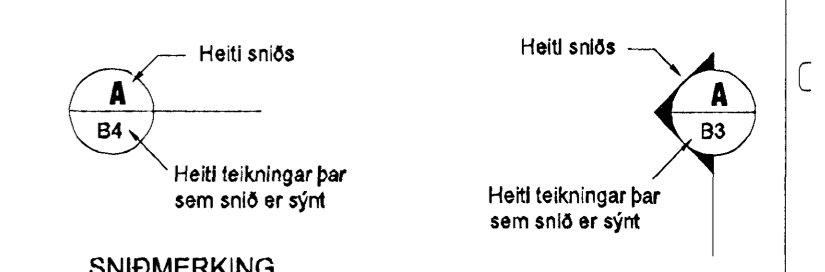 Heiti sniðs
A
B4
Heiti teikningar þar
sem snið er sýnt
SNIÐMERKING
Heiti sniðs
A
B3
Heiti teikningar þar
sem snið er sýnt